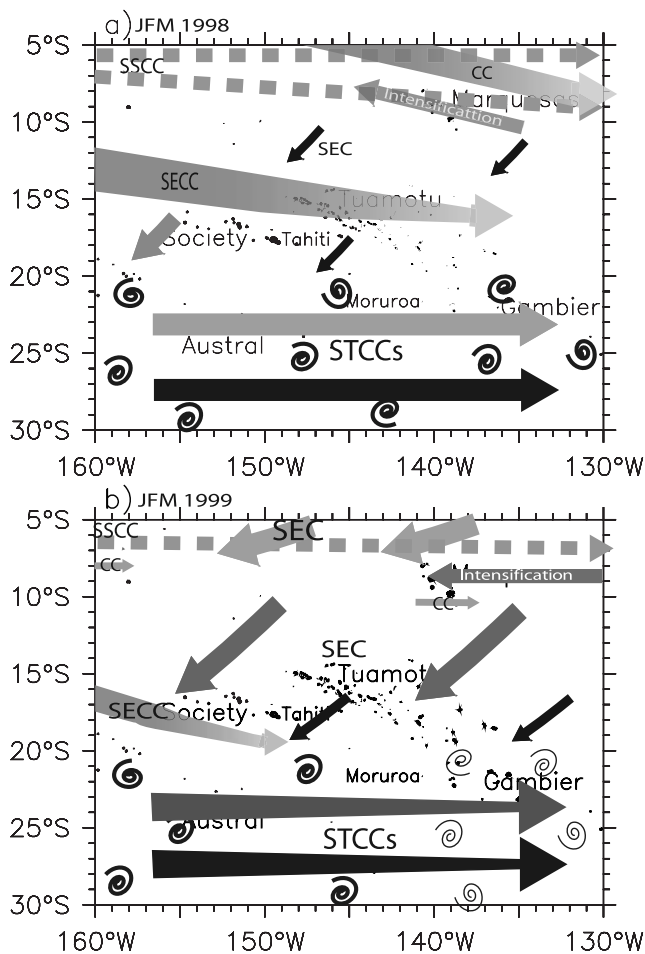 a) JFM 1998
5°S
SSCC
CC
Marquesas
Intensification
10°S
SEC
15°S
SECC
Tuamotu
Society
Tahiti
20°S
Moruroa
Gambier
Austral
STCCs
25°S
30°S
160°W 150°W 140°W 130°W
b) JFM 1999
5°S
SSCC
SEC
CC
Intensification
10°S
CC
SEC
15°S
Tuamot
SECC
Society
Tahiti
20°S
Moruroa
Gambier
Austral
25°S
STCCs
30°S
160°W 150°W 140°W 130°W